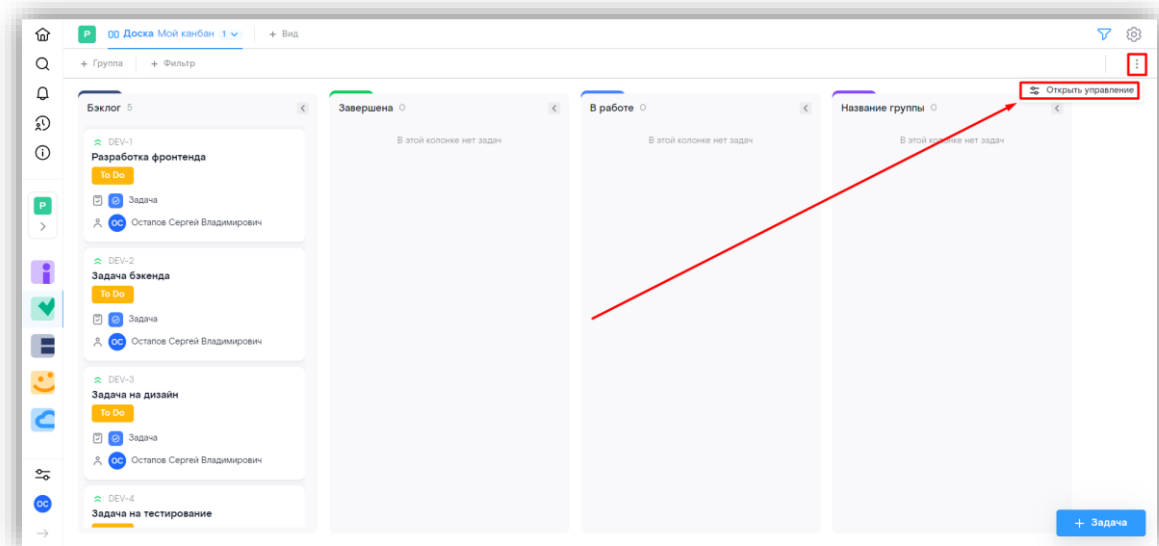 P Доска Мой канбан 1 + Вид
+ Группа + Фильтр
Открыть управление
Бэклог 5
DEV-1
Разработка фронтенда
To Do
Задача
ОС Остапов Сергей Владимирович
DEV-2
Задача бэкенда
To Do
Задача
ОС Остапов Сергей Владимирович
DEV-3
Задача на дизайн
To Do
Задача
ОС Остапов Сергей Владимирович
DEV-4
Задача на тестирование
Завершена 0
В этой колонке нет задач
В работе 0
В этой колонке нет задач
Название группы 0
В этой колонке нет задач
P
ОС
+ Задача